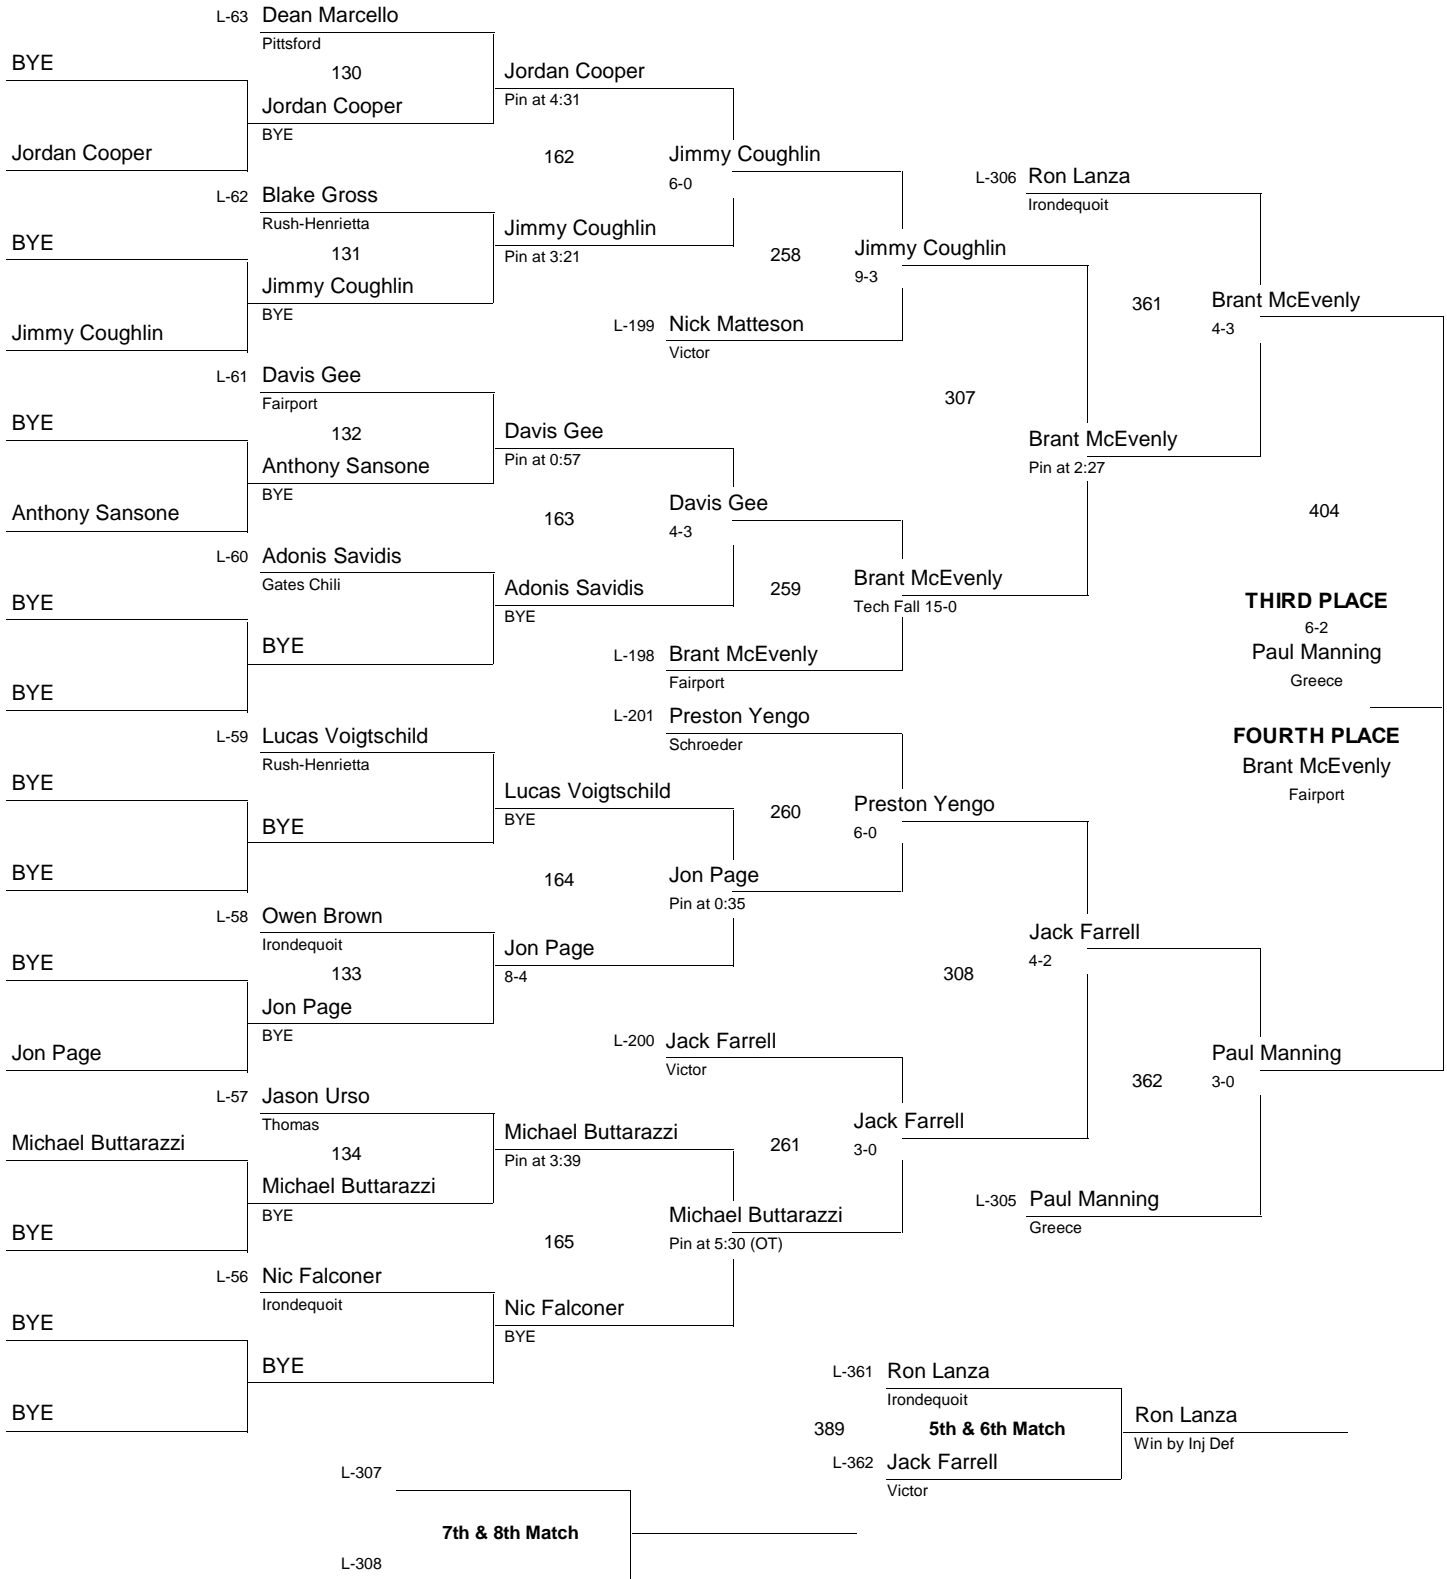 L-63 Dean Marcello
Pittsford
BYE
130
Jordan Cooper
Pin at 4:31
Jordan Cooper
BYE
Jordan Cooper
162
Jimmy Coughlin
6-0
L-306 Ron Lanza
Irondequoit
L-62 Blake Gross
Rush-Henrietta
BYE
131
Jimmy Coughlin
Pin at 3:21
258
Jimmy Coughlin
9-3
Jimmy Coughlin
BYE
361
Brant McEvenly
4-3
Jimmy Coughlin
L-199 Nick Matteson
Victor
L-61 Davis Gee
Fairport
307
BYE
132
Davis Gee
Pin at 0:57
Brant McEvenly
Pin at 2:27
Anthony Sansone
BYE
Anthony Sansone
163
Davis Gee
4-3
404
L-60 Adonis Savidis
Gates Chili
BYE
Adonis Savidis
BYE
259
Brant McEvenly
Tech Fall 15-0
THIRD PLACE
6-2
Paul Manning
Greece
BYE
L-198 Brant McEvenly
Fairport
BYE
L-201 Preston Yengo
Schroeder
L-59 Lucas Voigtschild
Rush-Henrietta
FOURTH PLACE
Brant McEvenly
Fairport
BYE
Lucas Voigtschild
BYE
260
Preston Yengo
6-0
BYE
BYE
164
Jon Page
Pin at 0:35
L-58 Owen Brown
Irondequoit
Jack Farrell
4-2
BYE
133
Jon Page
8-4
308
Jon Page
BYE
Jon Page
L-200 Jack Farrell
Victor
362
Paul Manning
3-0
L-57 Jason Urso
Thomas
Michael Buttarazzi
134
Michael Buttarazzi
Pin at 3:39
261
Jack Farrell
3-0
Michael Buttarazzi
BYE
BYE
165
Michael Buttarazzi
Pin at 5:30 (OT)
L-305 Paul Manning
Greece
L-56 Nic Falconer
Irondequoit
BYE
Nic Falconer
BYE
BYE
BYE
L-361 Ron Lanza
Irondequoit
389
5th & 6th Match
Ron Lanza
Win by Inj Def
L-362 Jack Farrell
Victor
L-307
7th & 8th Match
L-308